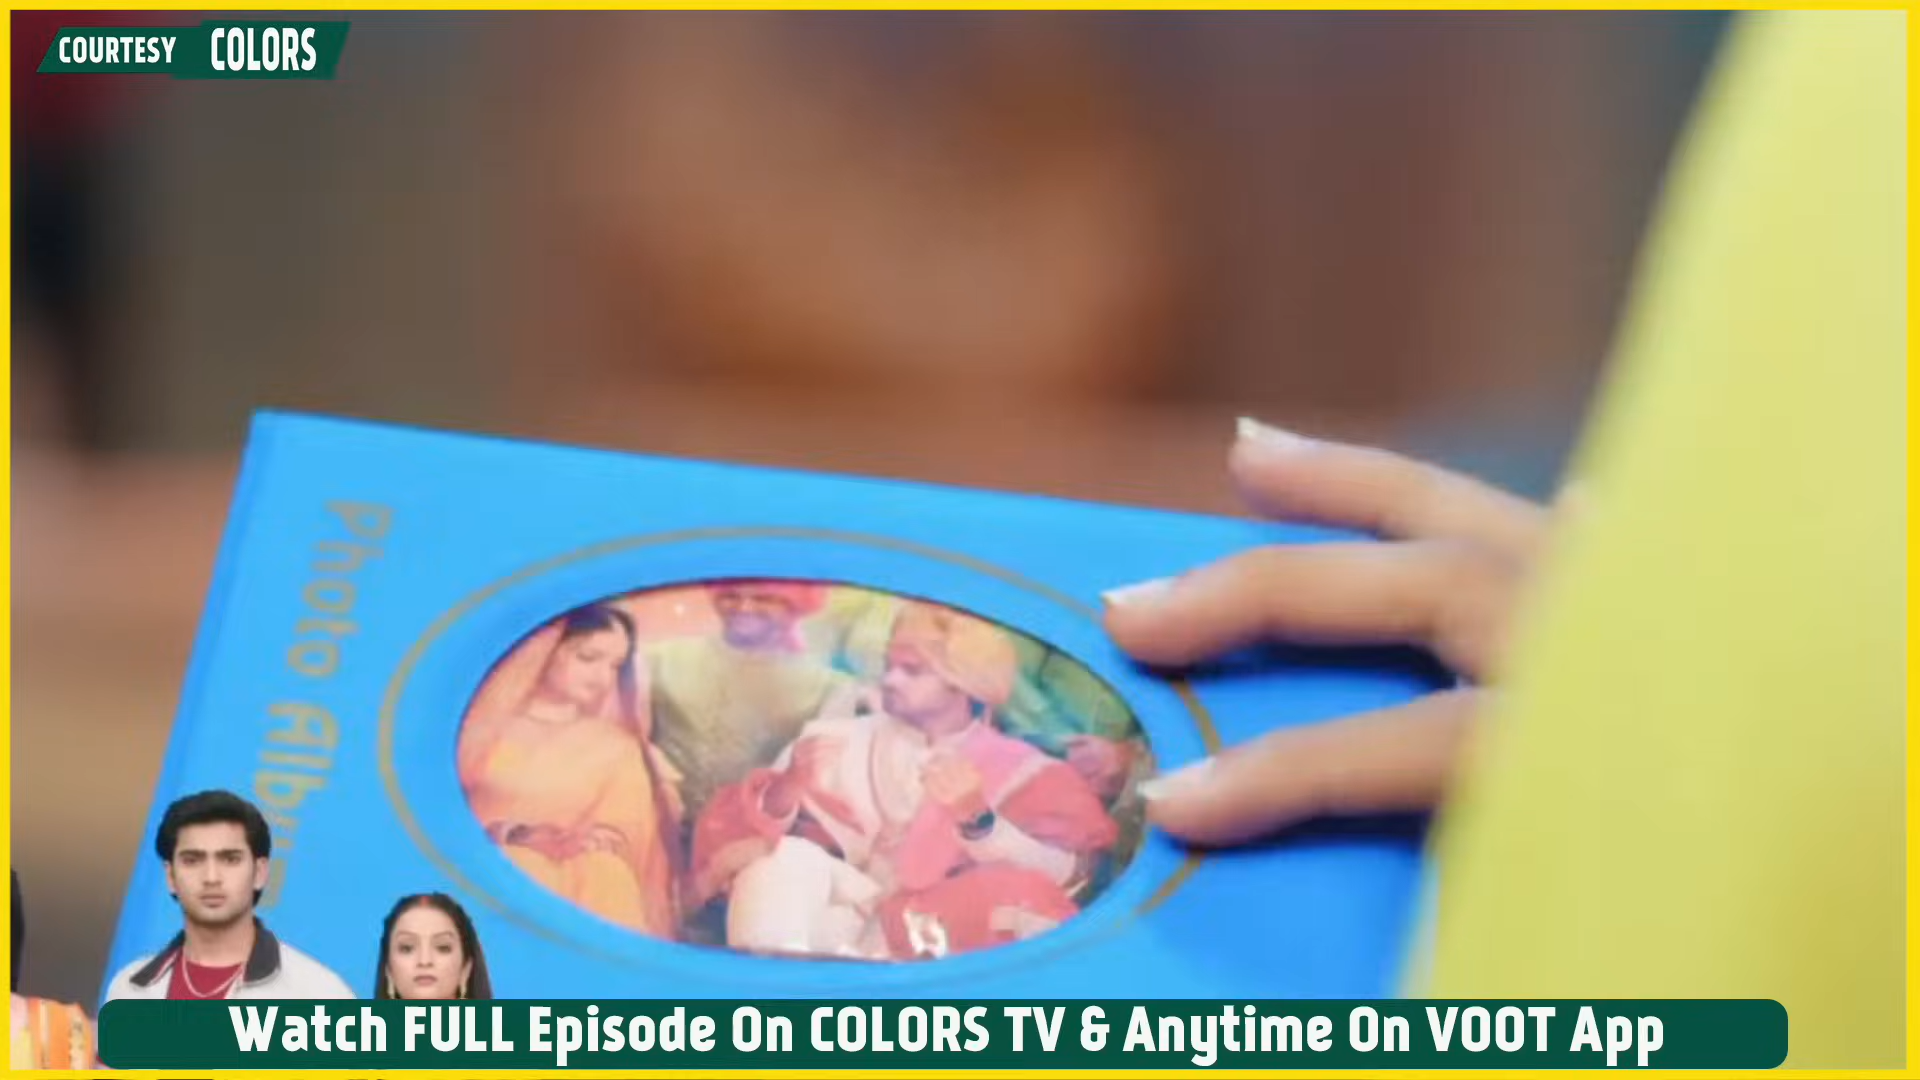 COURTESY COLORS
Photo Album
Watch FULL Episode On COLORS TV & Anytime On VOOT App